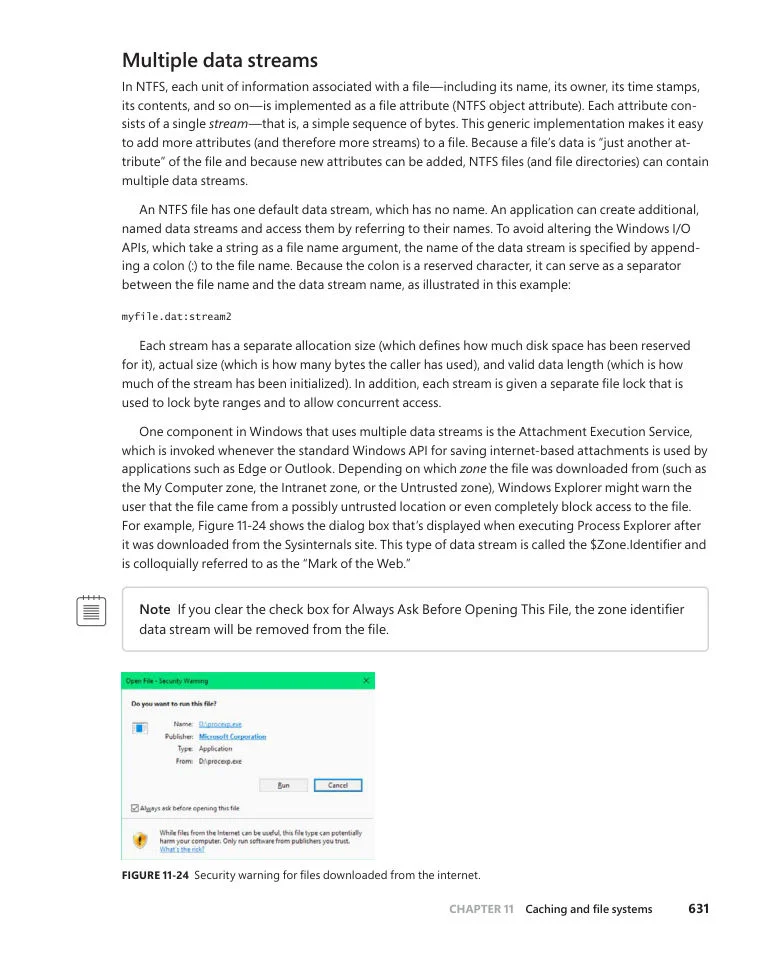 Multiple data streams
In NTFS, each unit of information associated with a file—including its name, its owner, its time stamps,
its contents, and so on—is implemented as a file attribute (NTFS object attribute). Each attribute con-
sists of a single stream—that is, a simple sequence of bytes. This generic implementation makes it easy
to add more attributes (and therefore more streams) to a file. Because a file’s data is “just another at-
tribute” of the file and because new attributes can be added, NTFS files (and file directories) can contain
multiple data streams.
An NTFS file has one default data stream, which has no name. An application can create additional,
named data streams and access them by referring to their names. To avoid altering the Windows I/O
APIs, which take a string as a file name argument, the name of the data stream is specified by append-
ing a colon (:) to the file name. Because the colon is a reserved character, it can serve as a separator
between the file name and the data stream name, as illustrated in this example:
myfile.dat:stream2
Each stream has a separate allocation size (which defines how much disk space has been reserved
for it), actual size (which is how many bytes the caller has used), and valid data length (which is how
much of the stream has been initialized). In addition, each stream is given a separate file lock that is
used to lock byte ranges and to allow concurrent access.
One component in Windows that uses multiple data streams is the Attachment Execution Service,
which is invoked whenever the standard Windows API for saving internet-based attachments is used by
applications such as Edge or Outlook. Depending on which zone the file was downloaded from (such as
the My Computer zone, the Intranet zone, or the Untrusted zone), Windows Explorer might warn the
user that the file came from a possibly untrusted location or even completely block access to the file.
For example, Figure 11-24 shows the dialog box that’s displayed when executing Process Explorer after
it was downloaded from the Sysinternals site. This type of data stream is called the $Zone.Identifier and
is colloquially referred to as the “Mark of the Web.”
Note If you clear the check box for Always Ask Before Opening This File, the zone identifier
data stream will be removed from the file.
Open File - Security Warning
Do you want to run this file?
Name: D:\procexp.exe
Publisher: Microsoft Corporation
Type: Application
From: D:\procexp.exe
Run Cancel
Always ask before opening this file
While files from the Internet can be useful, this file type can potentially
harm your computer. Only run software from publishers you trust.
What's the risk?
FIGURE 11-24 Security warning for files downloaded from the internet.
CHAPTER 11 Caching and file systems 631